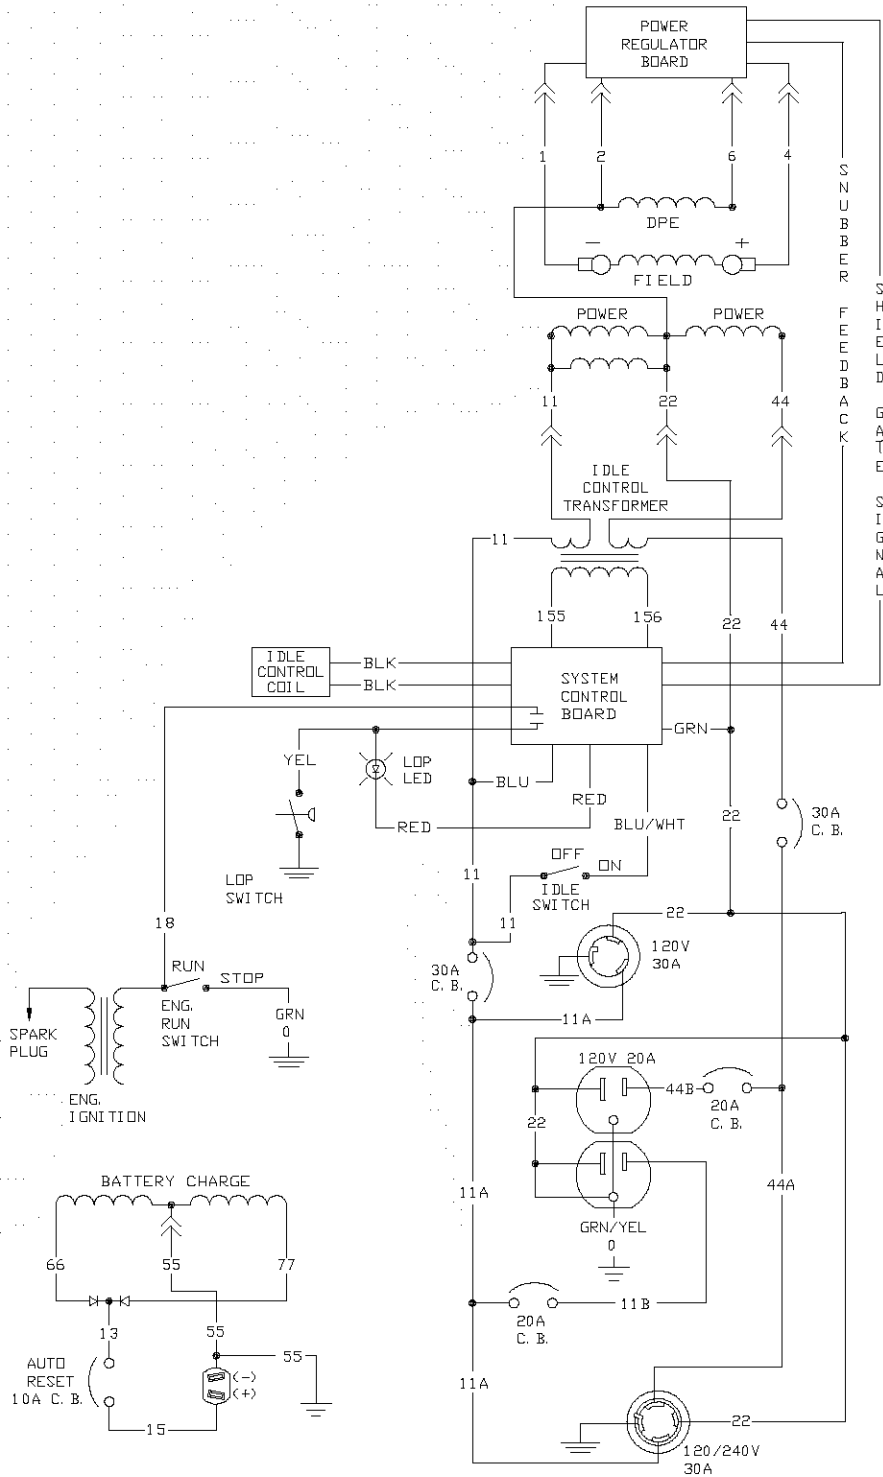 POWER
REGULATOR
BOARD
1
2
6
4
SNUBBER FEEDBACK
SHIELD GATE SIGNAL
DPE
−
+
FIELD
POWER
POWER
11
22
44
IDLE
CONTROL
TRANSFORMER
11
155
156
22
44
IDLE
CONTROL
COIL
BLK
BLK
SYSTEM
CONTROL
BOARD
GRN
YEL
LOP
LED
BLU
RED
RED
BLU/WHT
22
30A
C. B.
LOP
SWITCH
11
OFF
ON
IDLE
SWITCH
18
11
22
120V
30A
30A
C. B.
RUN
STOP
ENG.
RUN
SWITCH
GRN
0
11A
SPARK
PLUG
ENG.
IGNITION
120V 20A
44B
20A
C. B.
22
BATTERY CHARGE
11A
44A
GRN/YEL
0
66
55
77
11B
20A
C. B.
13
55
55
AUTO
RESET
10A C. B.
(-)
(+)
15
11A
22
120/240V
30A